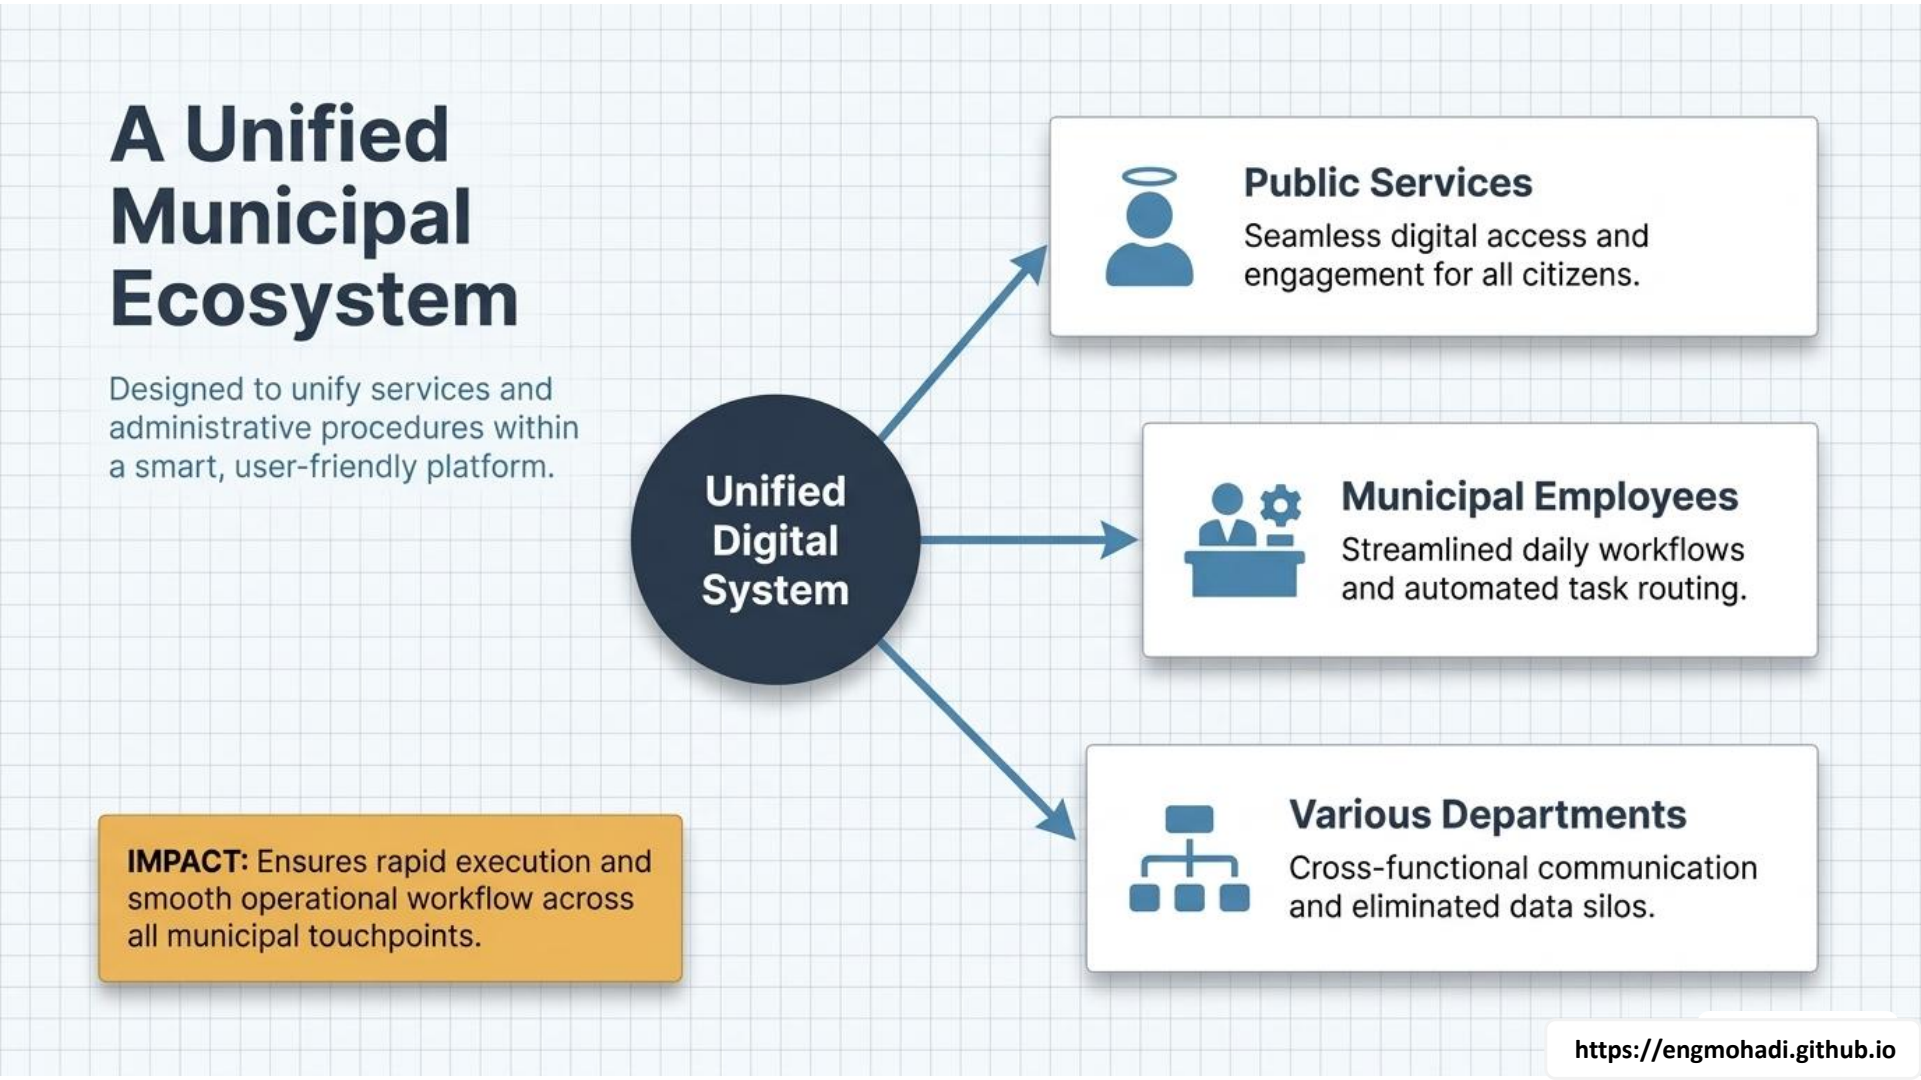 A Unified
Municipal
Ecosystem
Designed to unify services and
administrative procedures within
a smart, user-friendly platform.
Unified
Digital
System
Public Services
Seamless digital access and
engagement for all citizens.
Municipal Employees
Streamlined daily workflows
and automated task routing.
Various Departments
Cross-functional communication
and eliminated data silos.
IMPACT: Ensures rapid execution and
smooth operational workflow across
all municipal touchpoints.
https://engmohadi.github.io